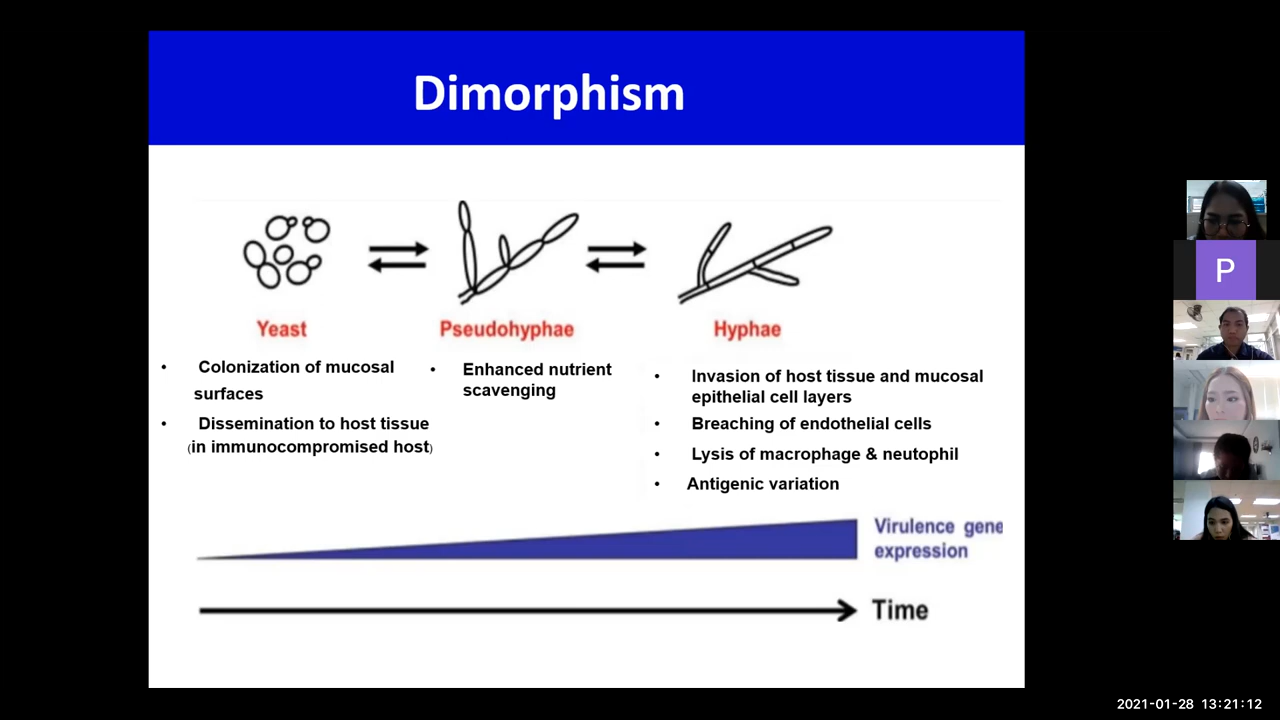 Dimorphism
P
Yeast
Pseudohyphae
Hyphae
• Colonization of mucosal
surfaces
• Dissemination to host tissue
(in immunocompromised host)
• Enhanced nutrient
scavenging
• Invasion of host tissue and mucosal
epithelial cell layers
• Breaching of endothelial cells
• Lysis of macrophage & neutophil
• Antigenic variation
Virulence gene
expression
Time
2021-01-28 13:21:12